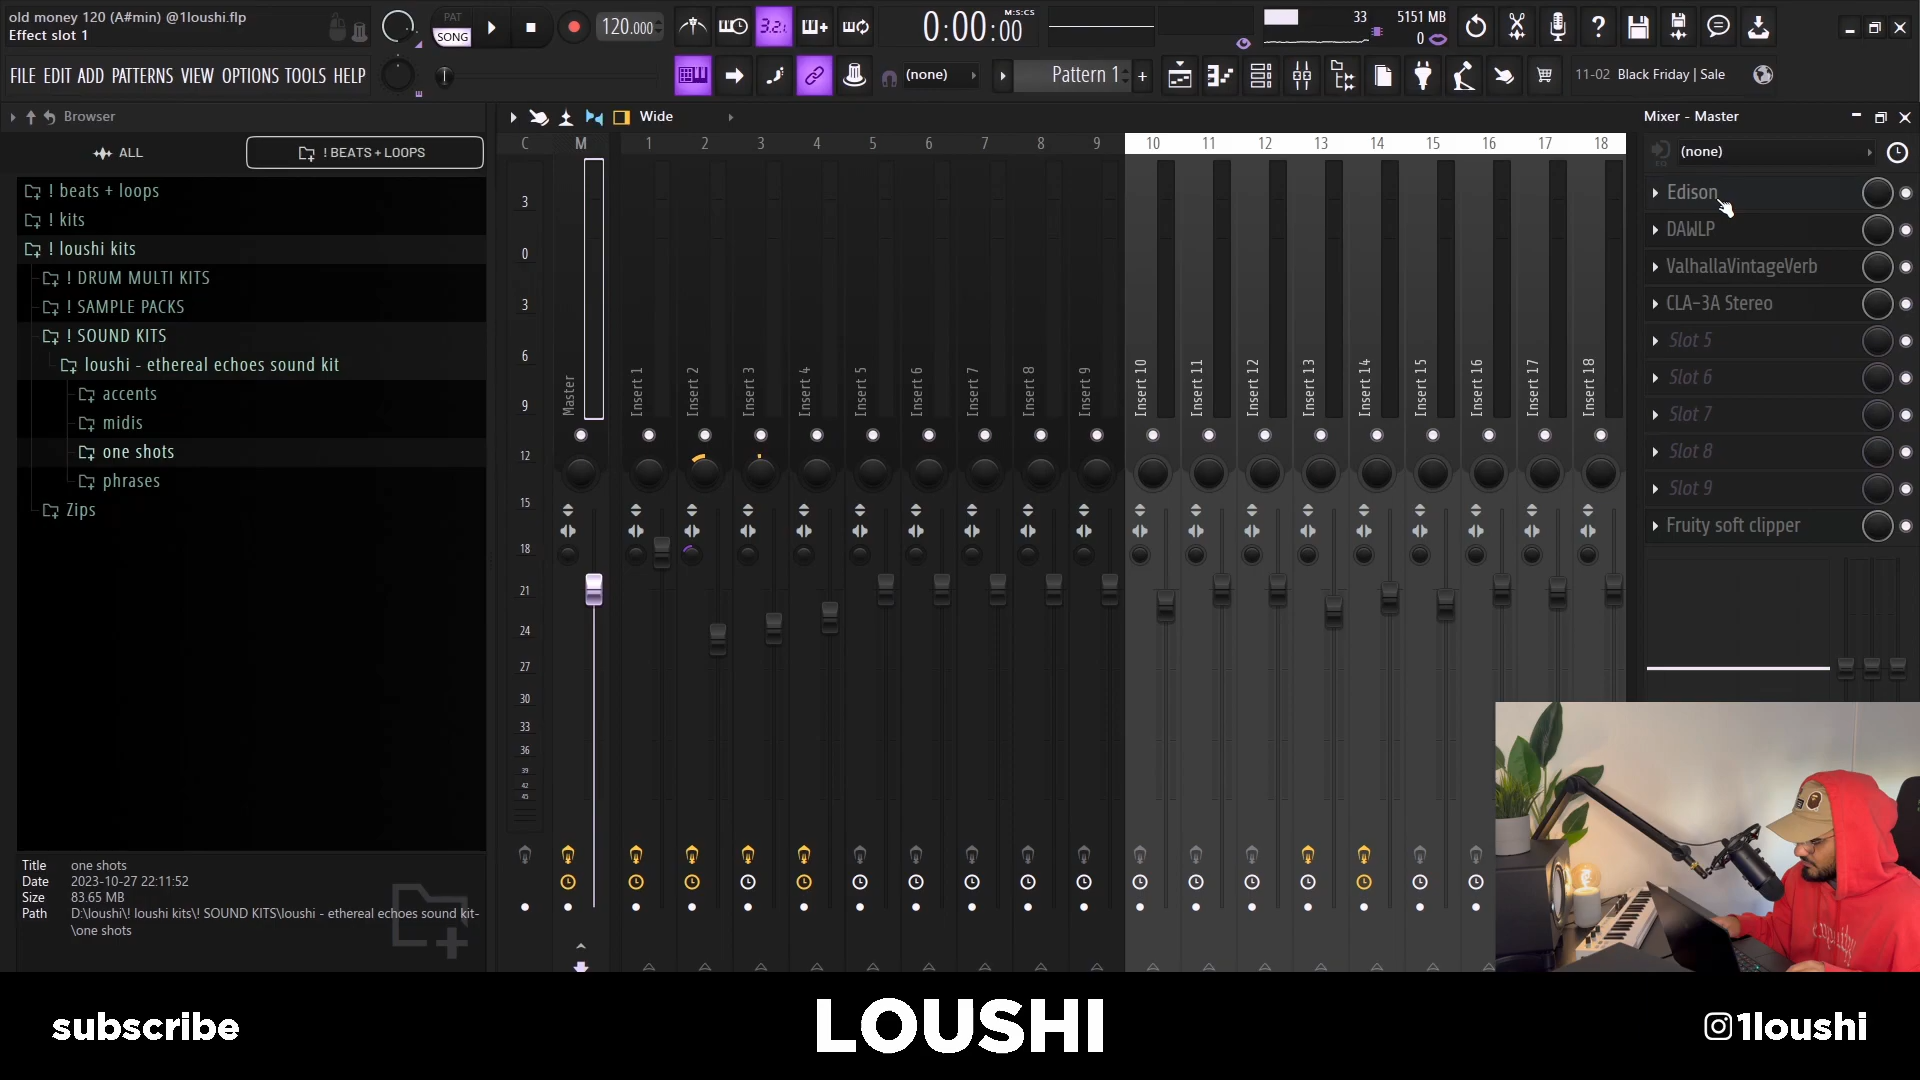 old money 120 (A#min) @1loushi.flp
Effect slot 1
PAT
SONG
120.000
3.2.
0:00:00
M:S:CS
33
5151 MB
0
FILE EDIT ADD PATTERNS VIEW OPTIONS TOOLS HELP
(none)
Pattern 1
11-02 Black Friday | Sale
Browser
ALL
! BEATS + LOOPS
! beats + loops
! kits
! loushi kits
! DRUM MULTI KITS
! SAMPLE PACKS
! SOUND KITS
loushi - ethereal echoes sound kit
accents
midis
one shots
phrases
Zips
Title one shots
Date 2023-10-27 22:11:52
Size 83.65 MB
Path D:\loushi\! loushi kits\! SOUND KITS\loushi - ethereal echoes sound kit-
\one shots
Wide
C M 1 2 3 4 5 6 7 8 9 10 11 12 13 14 15 16 17 18
3
0
3
6
9
12
15
18
21
24
27
30
33
36
39
42
45
Master
Insert 1
Insert 2
Insert 3
Insert 4
Insert 5
Insert 6
Insert 7
Insert 8
Insert 9
Insert 10
Insert 11
Insert 12
Insert 13
Insert 14
Insert 15
Insert 16
Insert 17
Insert 18
Mixer - Master
(none)
Edison
DAWLP
ValhallaVintageVerb
CLA-3A Stereo
Slot 5
Slot 6
Slot 7
Slot 8
Slot 9
Fruity soft clipper
subscribe
LOUSHI
1loushi